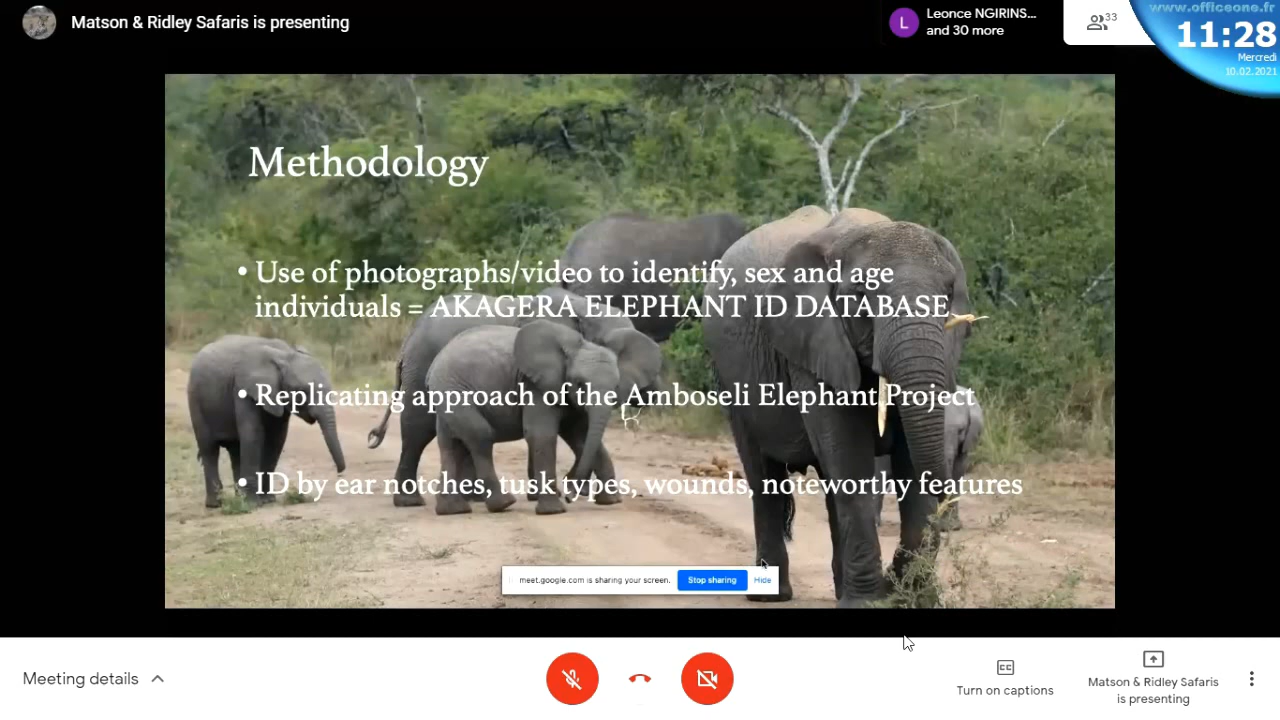 Matson & Ridley Safaris is presenting
L
Leonce NGIRINS...
and 30 more
33
www.officeone.fr
11:28
Mercredi
10.02.2021
Methodology
• Use of photographs/video to identify, sex and age
individuals = AKAGERA ELEPHANT ID DATABASE
• Replicating approach of the Amboseli Elephant Project
• ID by ear notches, tusk types, wounds, noteworthy features
meet.google.com is sharing your screen.
Stop sharing
Hide
Meeting details
CC
Turn on captions
Matson & Ridley Safaris
is presenting